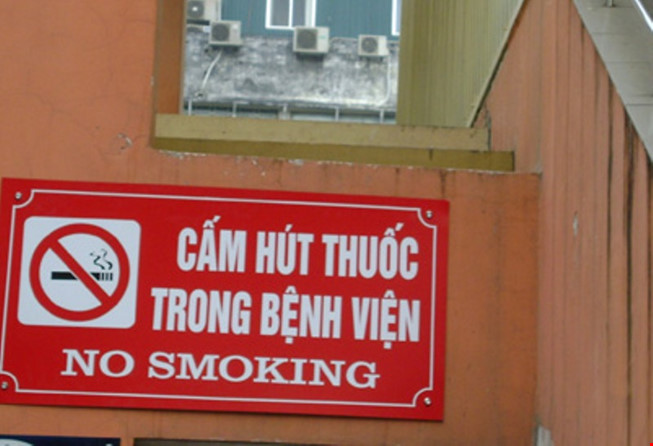 CẤM HÚT THUỐC
TRONG BỆNH VIỆN
NO SMOKING